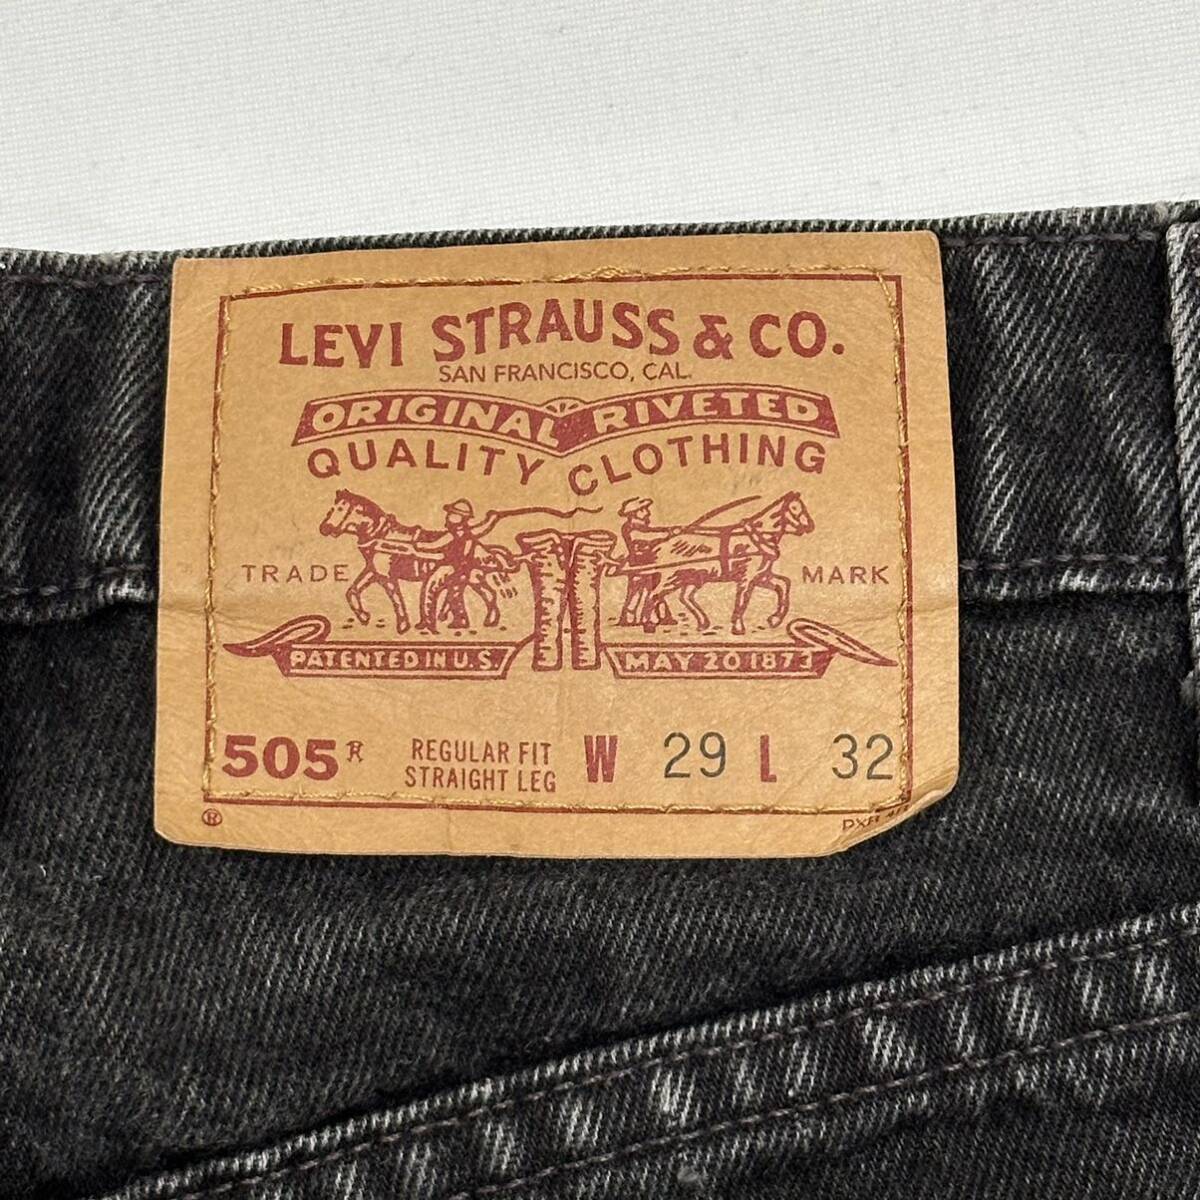 LEVI STRAUSS & CO.
SAN FRANCISCO, CAL.
ORIGINAL RIVETED
QUALITY CLOTHING
TRADE MARK
PATENTED IN U.S. MAY 20 1873
505® REGULAR FIT W 29 L 32
STRAIGHT LEG
®